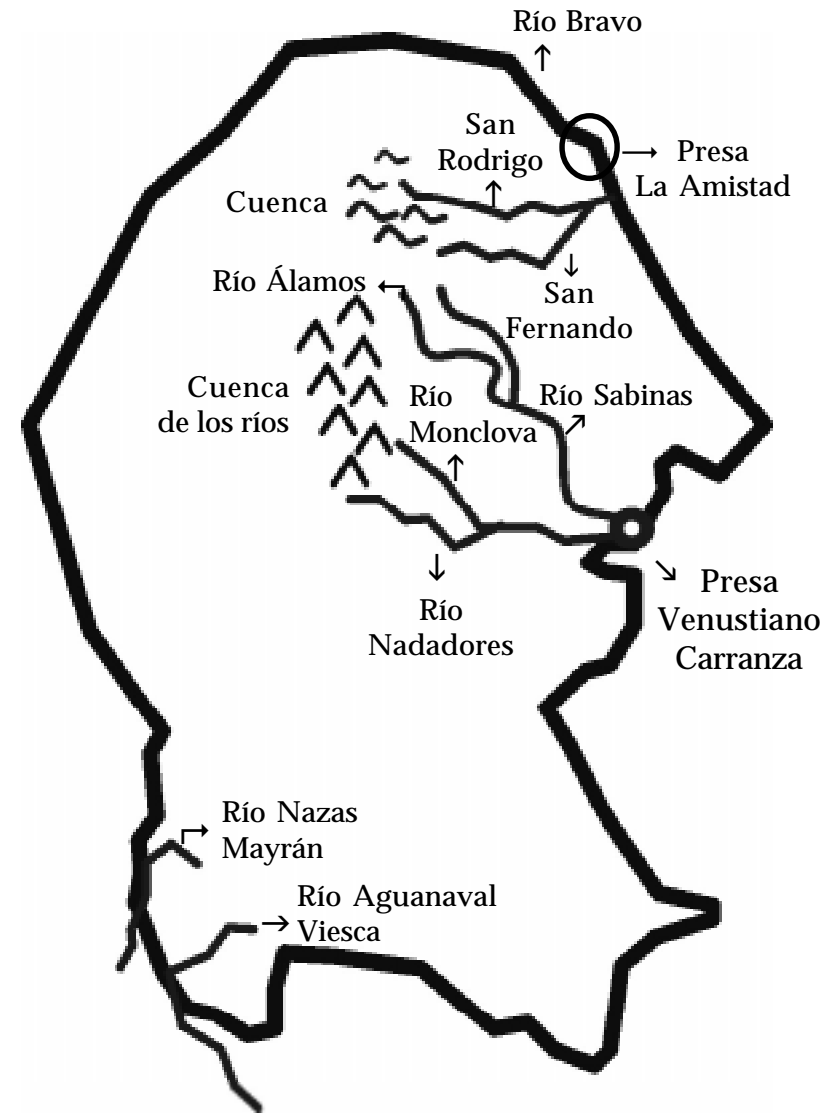 Río Bravo
San
Rodrigo
Presa
La Amistad
Cuenca
Río Álamos
San
Fernando
Cuenca
de los ríos
Río
Monclova
Río Sabinas
Río
Nadadores
Presa
Venustiano
Carranza
Río Nazas
Mayrán
Río Aguanaval
Viesca